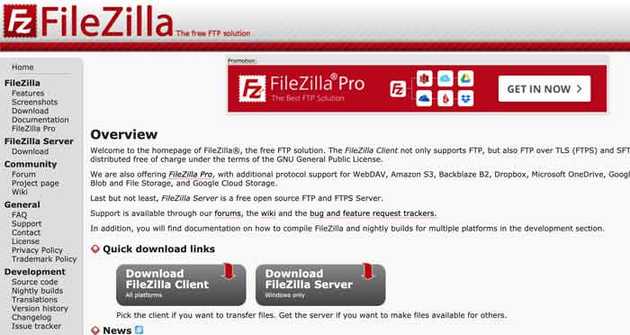 FileZilla The free FTP solution
Home
FileZilla
Features
Screenshots
Download
Documentation
FileZilla Pro
FileZilla Server
Download
Community
Forum
Project page
Wiki
General
FAQ
Support
Contact
License
Privacy Policy
Trademark Policy
Development
Source code
Nightly builds
Translations
Version history
Changelog
Issue tracker
Promotion:
FileZilla® Pro
The Best FTP Solution
GET IN NOW
Overview
Welcome to the homepage of FileZilla®, the free FTP solution. The FileZilla Client not only supports FTP, but also FTP over TLS (FTPS) and SFT
distributed free of charge under the terms of the GNU General Public License.
We are also offering FileZilla Pro, with additional protocol support for WebDAV, Amazon S3, Backblaze B2, Dropbox, Microsoft OneDrive, Goog
Blob and File Storage, and Google Cloud Storage.
Last but not least, FileZilla Server is a free open source FTP and FTPS Server.
Support is available through our forums, the wiki and the bug and feature request trackers.
In addition, you will find documentation on how to compile FileZilla and nightly builds for multiple platforms in the development section.
Quick download links
Download
FileZilla Client
All platforms
Download
FileZilla Server
Windows only
Pick the client if you want to transfer files. Get the server if you want to make files available for others.
News